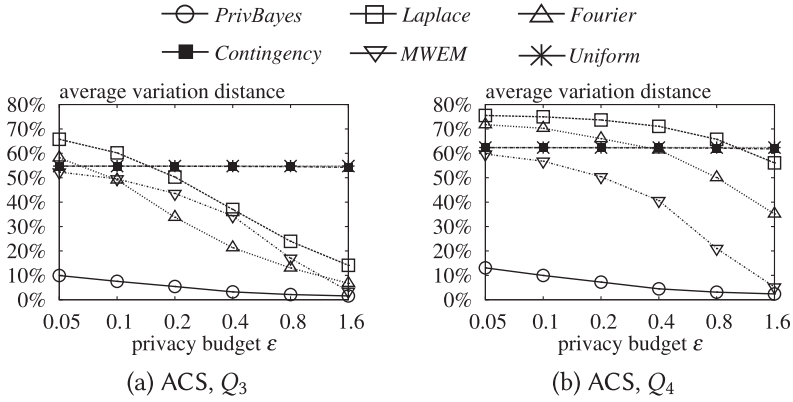 PrivBayes Laplace Fourier
Contingency MWEM Uniform
average variation distance
80%
70%
60%
50%
40%
30%
20%
10%
0%
0.05 0.1 0.2 0.4 0.8 1.6
privacy budget ε
(a) ACS, Q3
average variation distance
80%
70%
60%
50%
40%
30%
20%
10%
0%
0.05 0.1 0.2 0.4 0.8 1.6
privacy budget ε
(b) ACS, Q4